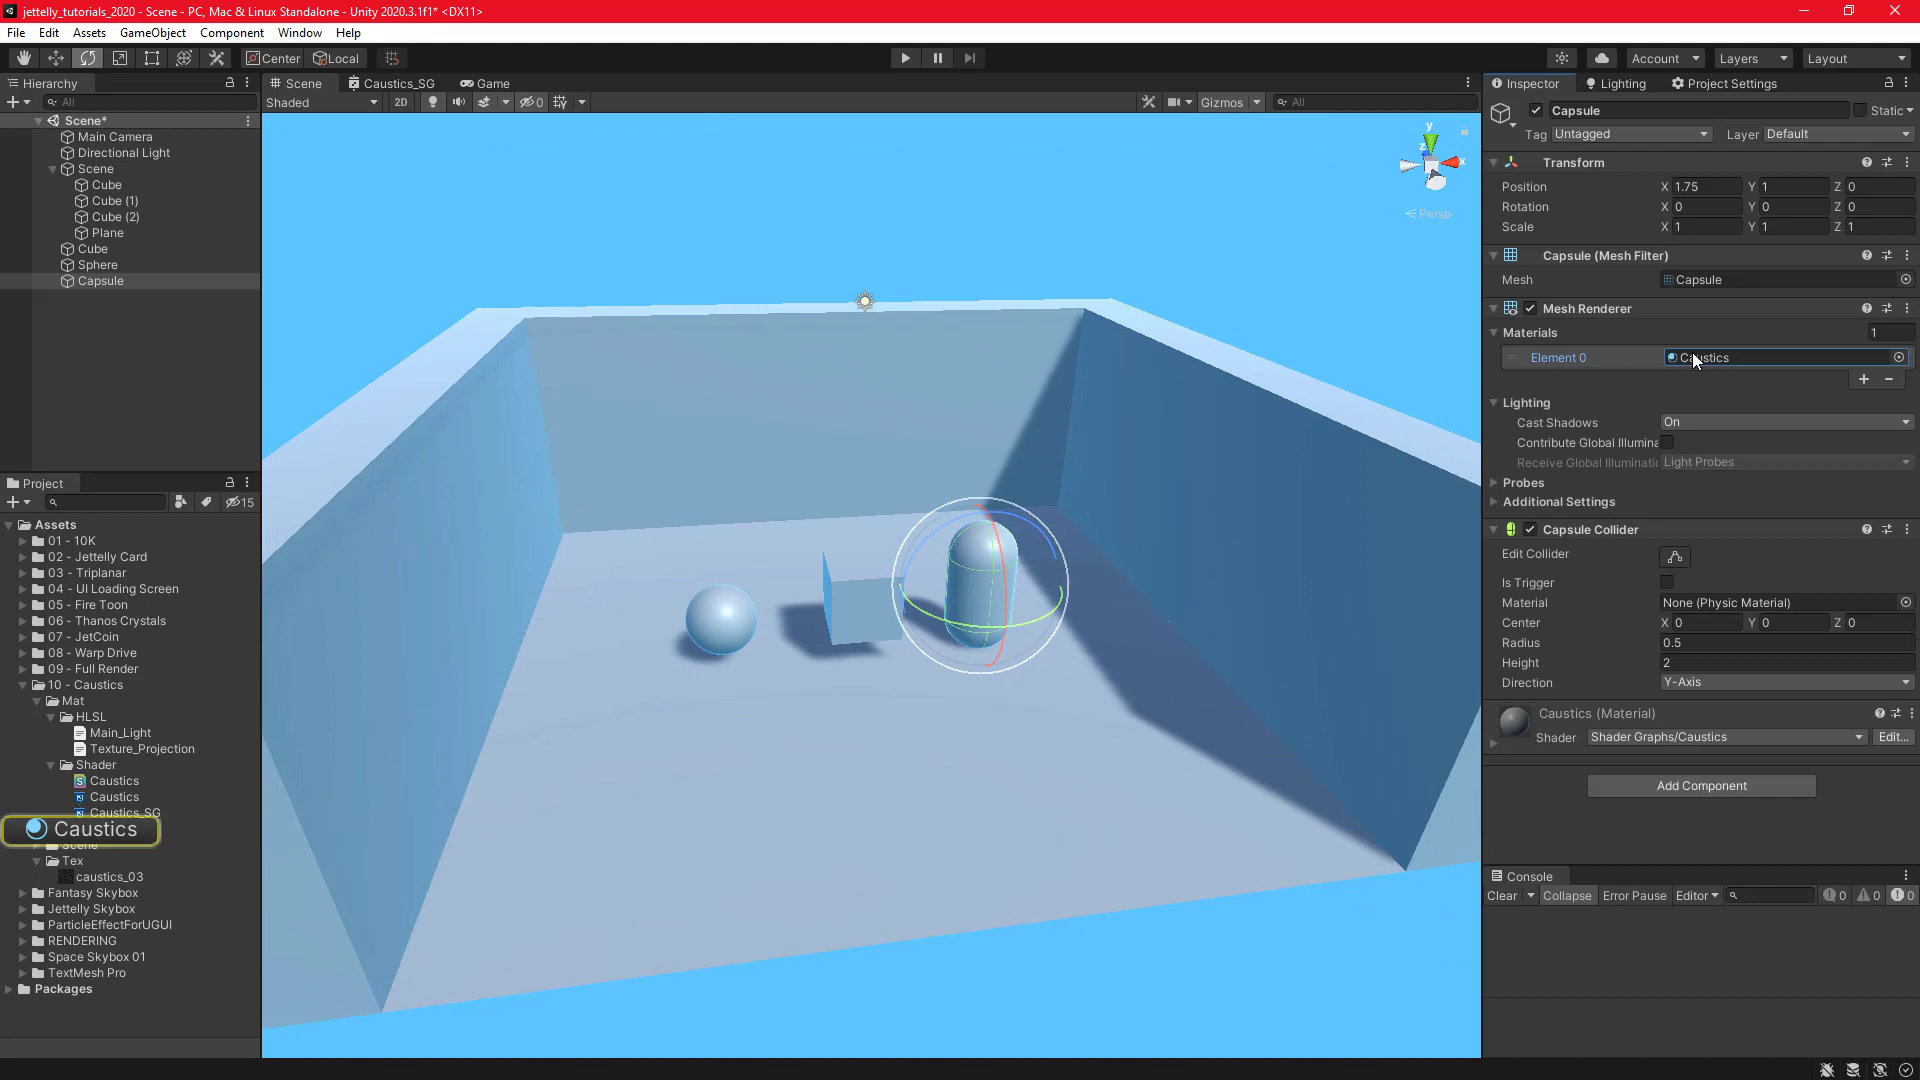 jettelly_tutorials_2020 - Scene - PC, Mac & Linux Standalone - Unity 2020.3.1f1* <DX11>
File Edit Assets GameObject Component Window Help
Center Local Account Layers Layout
Hierarchy
All
Scene*
Main Camera
Directional Light
Scene
Cube
Cube (1)
Cube (2)
Plane
Cube
Sphere
Capsule
Project
15
Assets
01 - 10K
02 - Jettelly Card
03 - Triplanar
04 - UI Loading Screen
05 - Fire Toon
06 - Thanos Crystals
07 - JetCoin
08 - Warp Drive
09 - Full Render
10 - Caustics
Mat
HLSL
Main_Light
Texture_Projection
Shader
Caustics
Caustics
Caustics_SG
Caustics
Scene
Tex
caustics_03
Fantasy Skybox
Jettelly Skybox
ParticleEffectForUGUI
RENDERING
Space Skybox 01
TextMesh Pro
Packages
Scene Caustics_SG Game
Shaded 2D 0 Gizmos All
y
z
x
Persp
Inspector Lighting Project Settings
Capsule Static
Tag Untagged Layer Default
Transform
Position X 1.75 Y 1 Z 0
Rotation X 0 Y 0 Z 0
Scale X 1 Y 1 Z 1
Capsule (Mesh Filter)
Mesh Capsule
Mesh Renderer
Materials 1
Element 0 Caustics
Lighting
Cast Shadows On
Contribute Global Illumina
Receive Global Illuminatic Light Probes
Probes
Additional Settings
Capsule Collider
Edit Collider
Is Trigger
Material None (Physic Material)
Center X 0 Y 0 Z 0
Radius 0.5
Height 2
Direction Y-Axis
Caustics (Material)
Shader Shader Graphs/Caustics Edit...
Add Component
Console
Clear Collapse Error Pause Editor 0 0 0